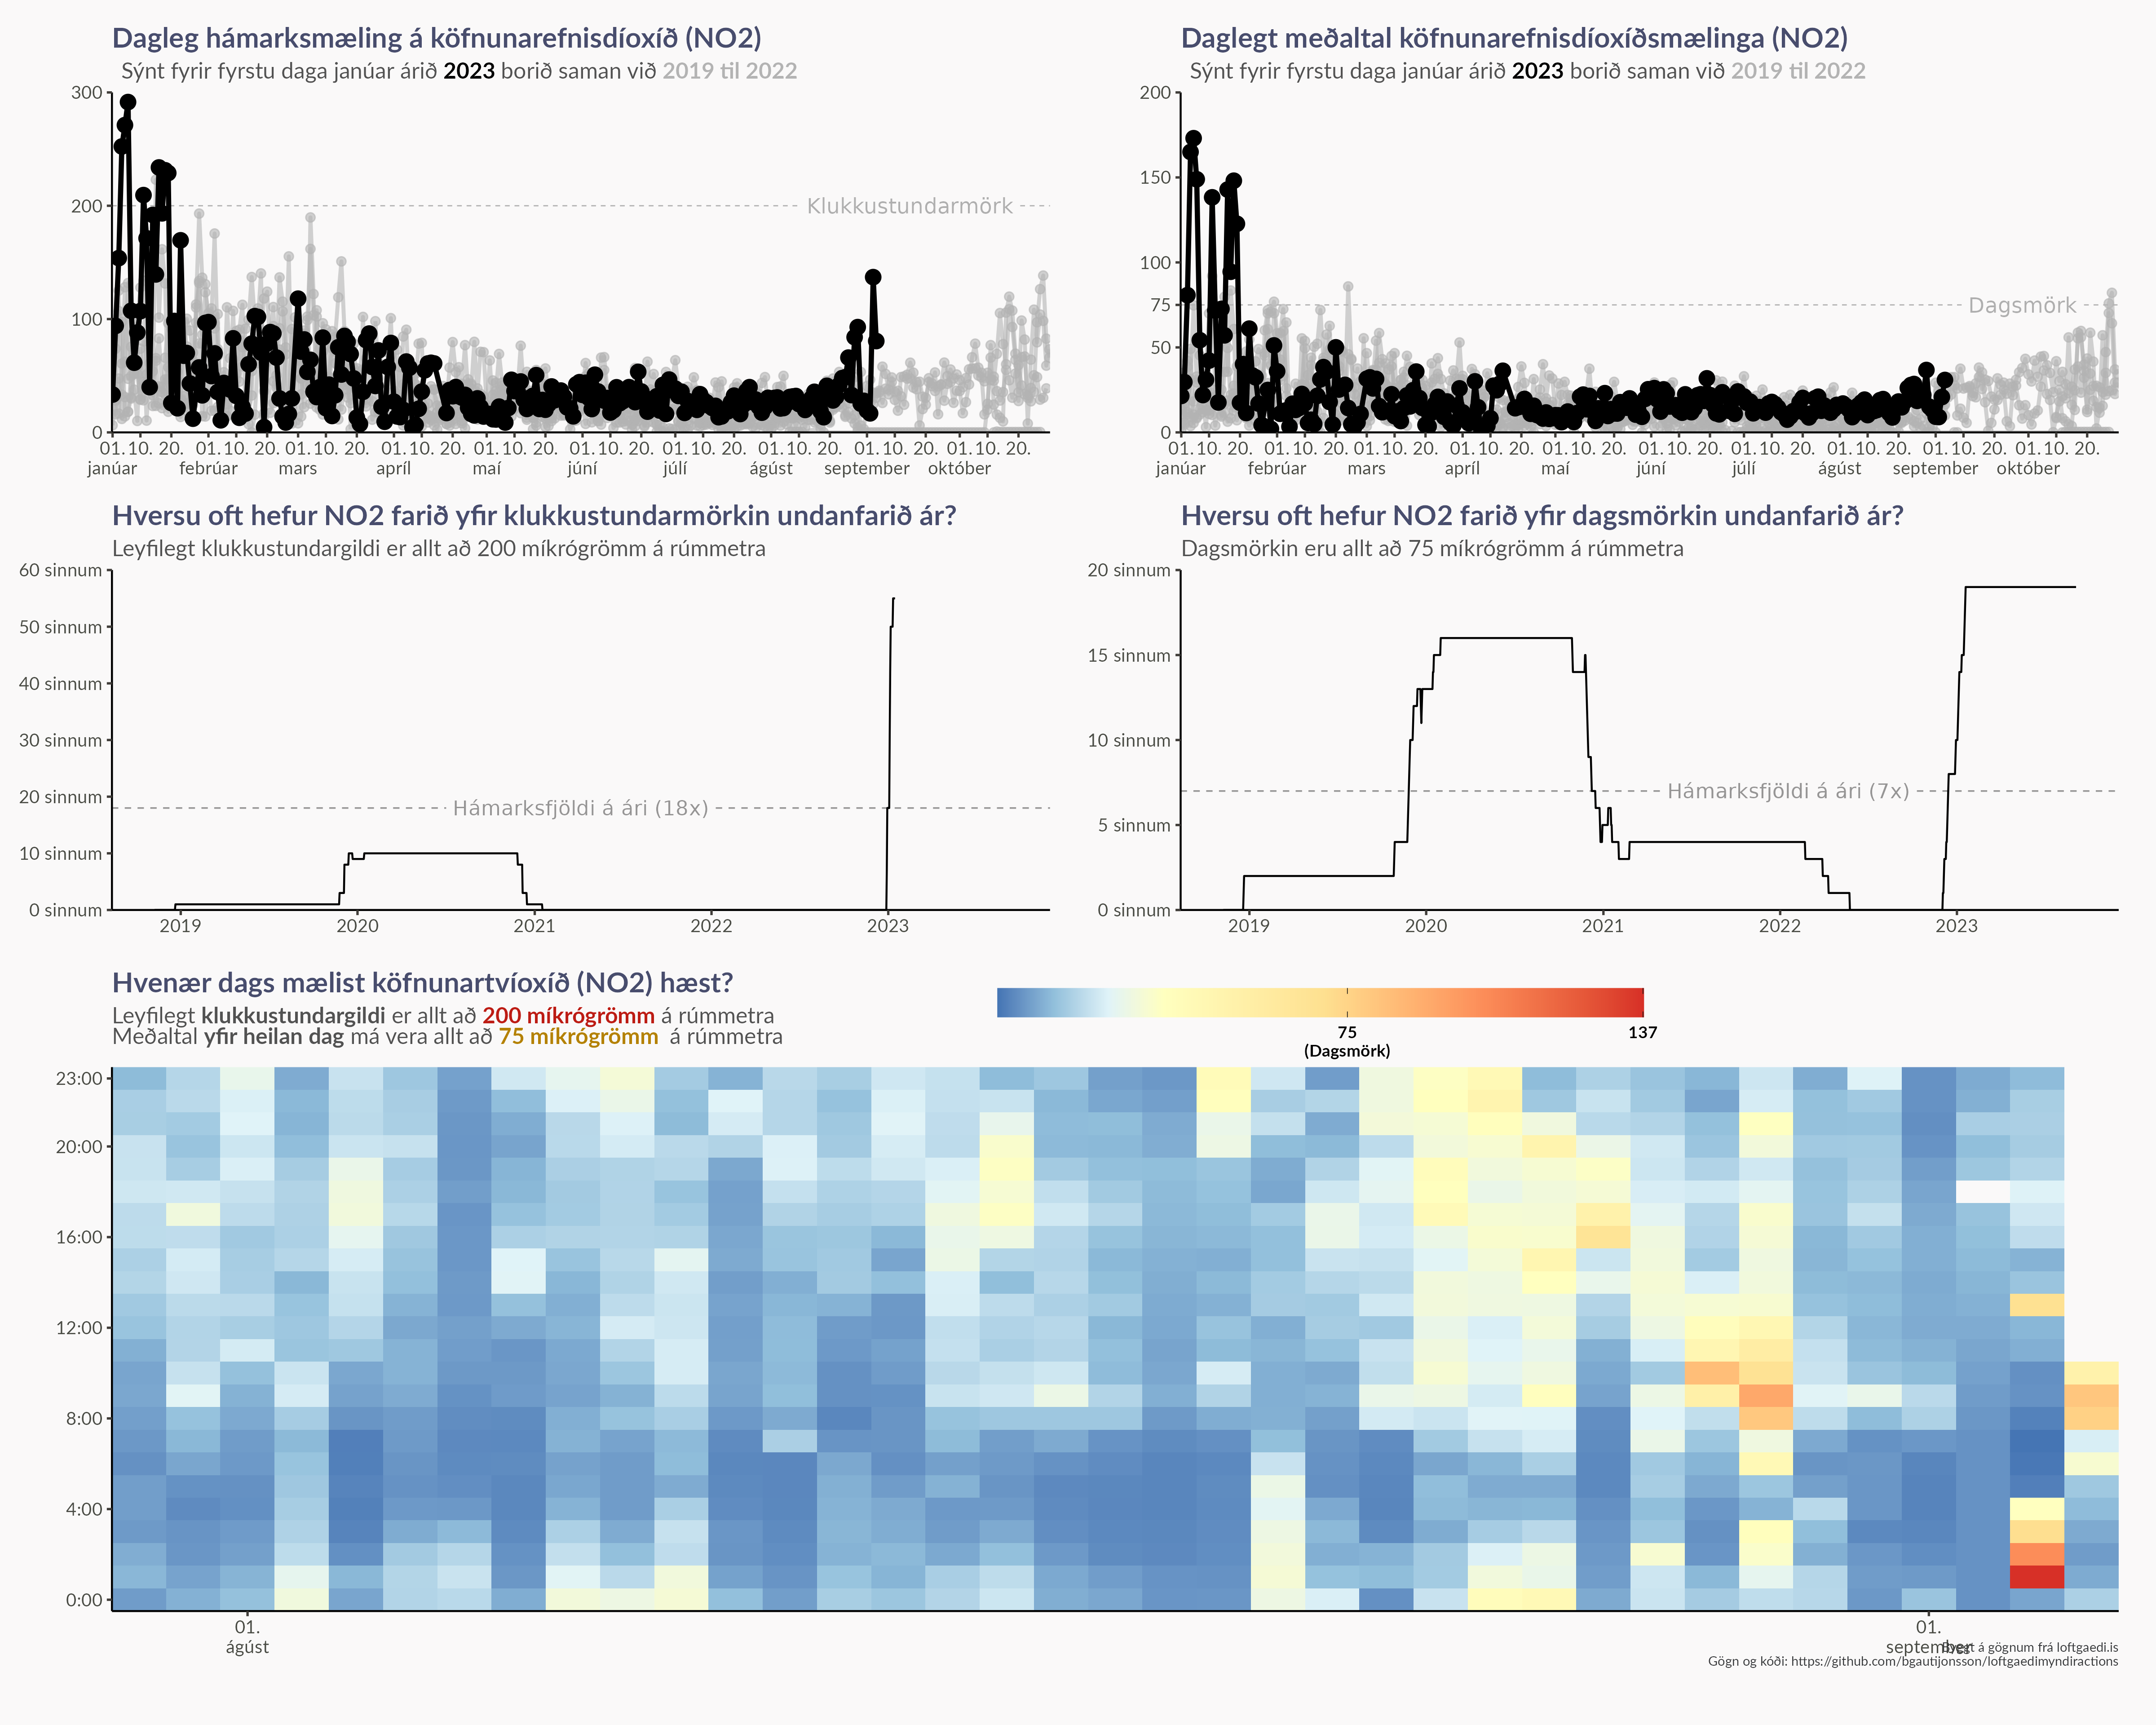 Dagleg hámarksmæling á köfnunarefnisdíoxíð (NO2)
Sýnt fyrir fyrstu daga janúar árið 2023 borið saman við 2019 til 2022
300
200
100
0
Klukkustundarmörk
01. 10. 20. 01. 10. 20. 01. 10. 20. 01. 10. 20. 01. 10. 20. 01. 10. 20. 01. 10. 20. 01. 10. 20. 01. 10. 20. 01. 10. 20.
janúar febrúar mars apríl maí júní júlí ágúst september október
Daglegt meðaltal köfnunarefnisdíoxíðsmælinga (NO2)
Sýnt fyrir fyrstu daga janúar árið 2023 borið saman við 2019 til 2022
200
150
100
75
50
0
Dagsmörk
01. 10. 20. 01. 10. 20. 01. 10. 20. 01. 10. 20. 01. 10. 20. 01. 10. 20. 01. 10. 20. 01. 10. 20. 01. 10. 20. 01. 10. 20.
janúar febrúar mars apríl maí júní júlí ágúst september október
Hversu oft hefur NO2 farið yfir klukkustundarmörkin undanfarið ár?
Leyfilegt klukkustundargildi er allt að 200 míkrógrömm á rúmmetra
60 sinnum
50 sinnum
40 sinnum
30 sinnum
20 sinnum
10 sinnum
0 sinnum
Hámarksfjöldi á ári (18x)
2019 2020 2021 2022 2023
Hversu oft hefur NO2 farið yfir dagsmörkin undanfarið ár?
Dagsmörkin eru allt að 75 míkrógrömm á rúmmetra
20 sinnum
15 sinnum
10 sinnum
5 sinnum
0 sinnum
Hámarksfjöldi á ári (7x)
2019 2020 2021 2022 2023
Hvenær dags mælist köfnunartvíoxíð (NO2) hæst?
Leyfilegt klukkustundargildi er allt að 200 míkrógrömm á rúmmetra
Meðaltal yfir heilan dag má vera allt að 75 míkrógrömm á rúmmetra
75 137
(Dagsmörk)
23:00
20:00
16:00
12:00
8:00
4:00
0:00
01. 01.
ágúst september
á gögnum frá loftgaedi.is
Gögn og kóði: https://github.com/bgautijonsson/loftgaedimyndiractions